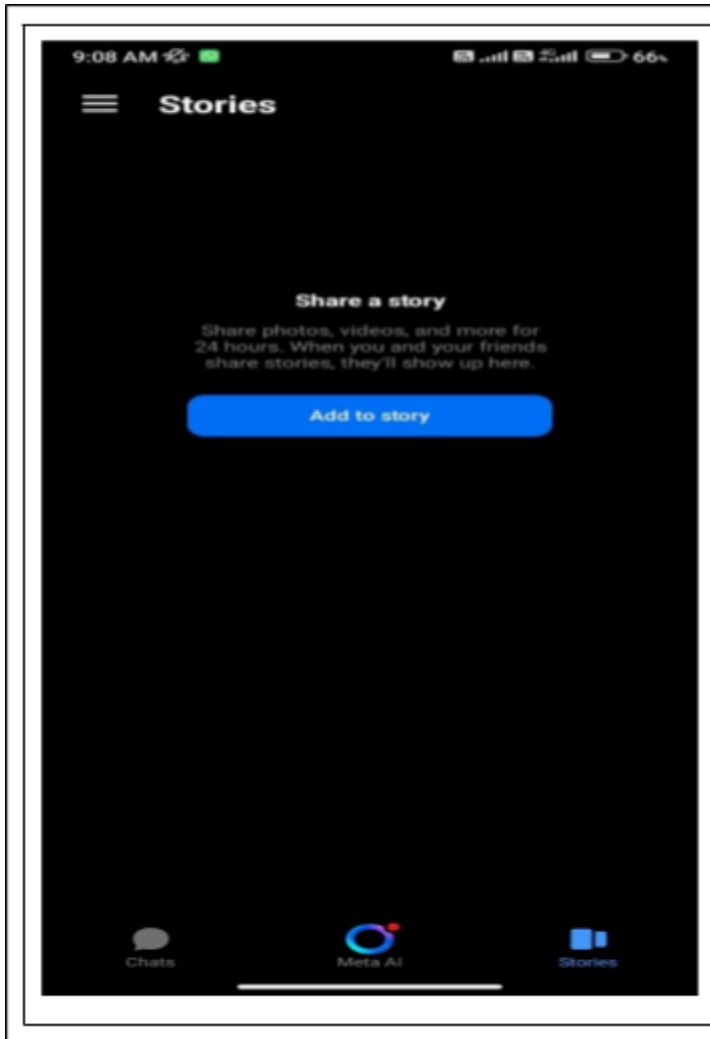 9:08 AM 66%
Stories
Share a story
Share photos, videos, and more for
24 hours. When you and your friends
share stories, they'll show up here.
Add to story
Chats Meta AI Stories